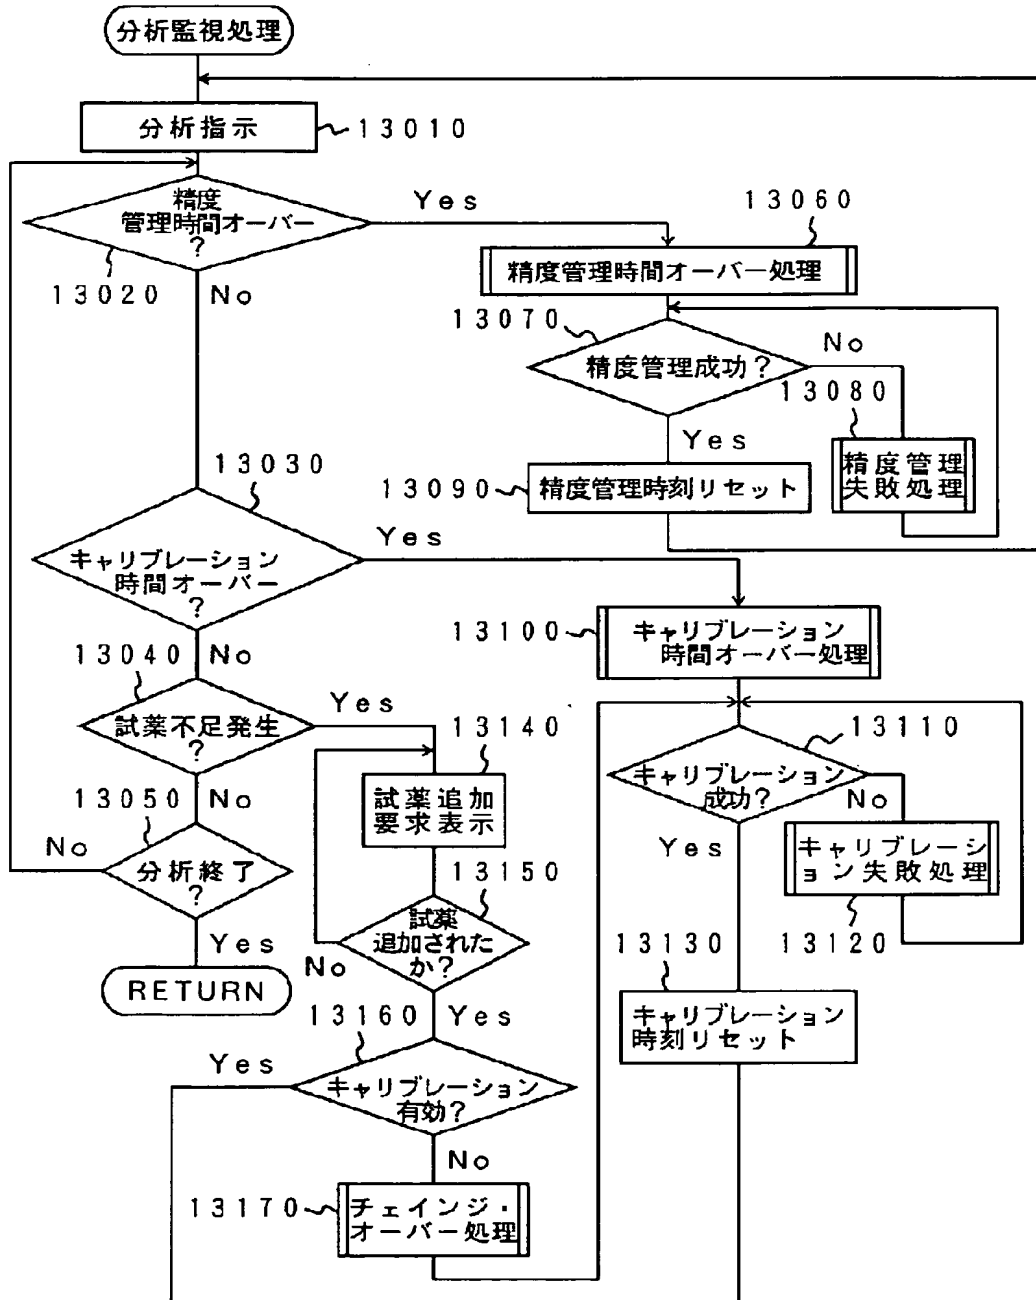 分析監視処理
分析指示
13010
精度
管理時間オーバー
?
13020
Yes
No
13060
精度管理時間オーバー処理
13070
精度管理成功?
No
13080
精度管理
失敗処理
Yes
13090
精度管理時刻リセット
13030
キャリブレーション
時間オーバー
?
Yes
No
13100
キャリブレーション
時間オーバー処理
13040
試薬不足発生
?
Yes
No
13110
キャリブレーション
成功?
No
Yes
13120
キャリブレーシ
ョン失敗処理
13130
キャリブレーション
時刻リセット
13050
分析終了
?
No
Yes
RETURN
13140
試薬追加
要求表示
13150
試薬
追加された
か?
No
Yes
13160
キャリブレーション
有効?
Yes
No
13170
チェインジ・
オーバー処理